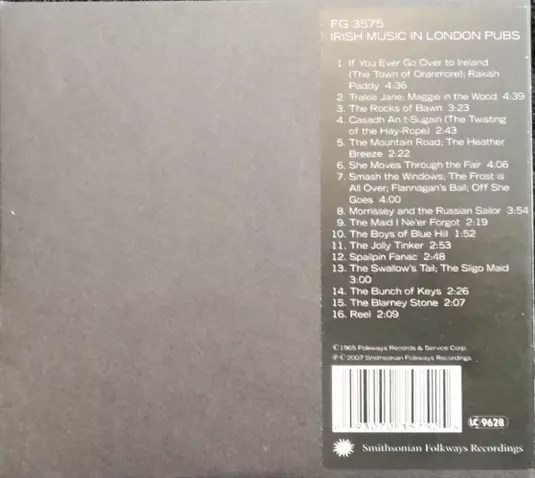 FG 3575
IRISH MUSIC IN LONDON PUBS
1. If You Ever Go Over to Ireland
(The Town of Oranmore); Rakish
Paddy 4:36
2. Tralee Jane; Maggie in the Wood 4:39
3. The Rocks of Bawn 3:23
4. Casadh An t-Sugain (The Twisting
of the Hay-Rope) 2:43
5. The Mountain Road; The Heather
Breeze 2:22
6. She Moves Through the Fair 4:06
7. Smash the Windows; The Frost is
All Over; Flannagan's Ball; Off She
Goes 4:00
8. Morrissey and the Russian Sailor 3:54
9. The Maid I Ne'er Forgot 2:19
10. The Boys of Blue Hill 1:52
11. The Jolly Tinker 2:53
12. Spailpin Fanac 2:48
13. The Swallow's Tail; The Sligo Maid
3:00
14. The Bunch of Keys 2:26
15. The Blarney Stone 2:07
16. Reel 2:09
©1965 Folkways Records & Service Corp.
℗©2007 Smithsonian Folkways Recordings
LC 9628
Smithsonian Folkways Recordings